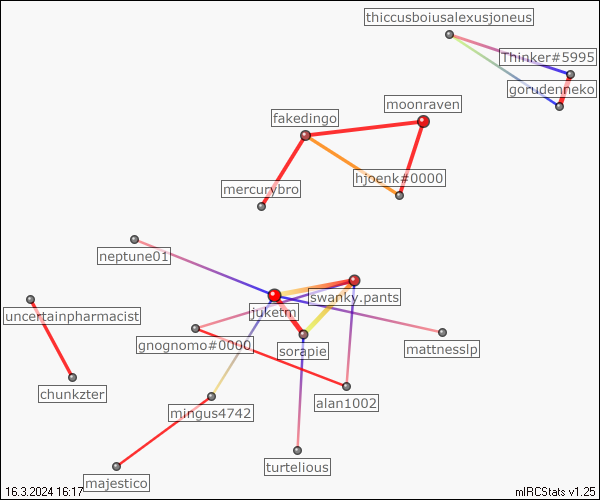 thiccusboiusalexusjoneus
Thinker#5995
gorudenneko
moonraven
fakedingo
hjoenk#0000
mercurybro
neptune01
swanky.pants
juketm
uncertainpharmacist
gnognomo#0000
sorapie
mattnesslp
chunkzter
alan1002
mingus4742
turtelious
majestico
16.3.2024 16:17
mIRCStats v1.25